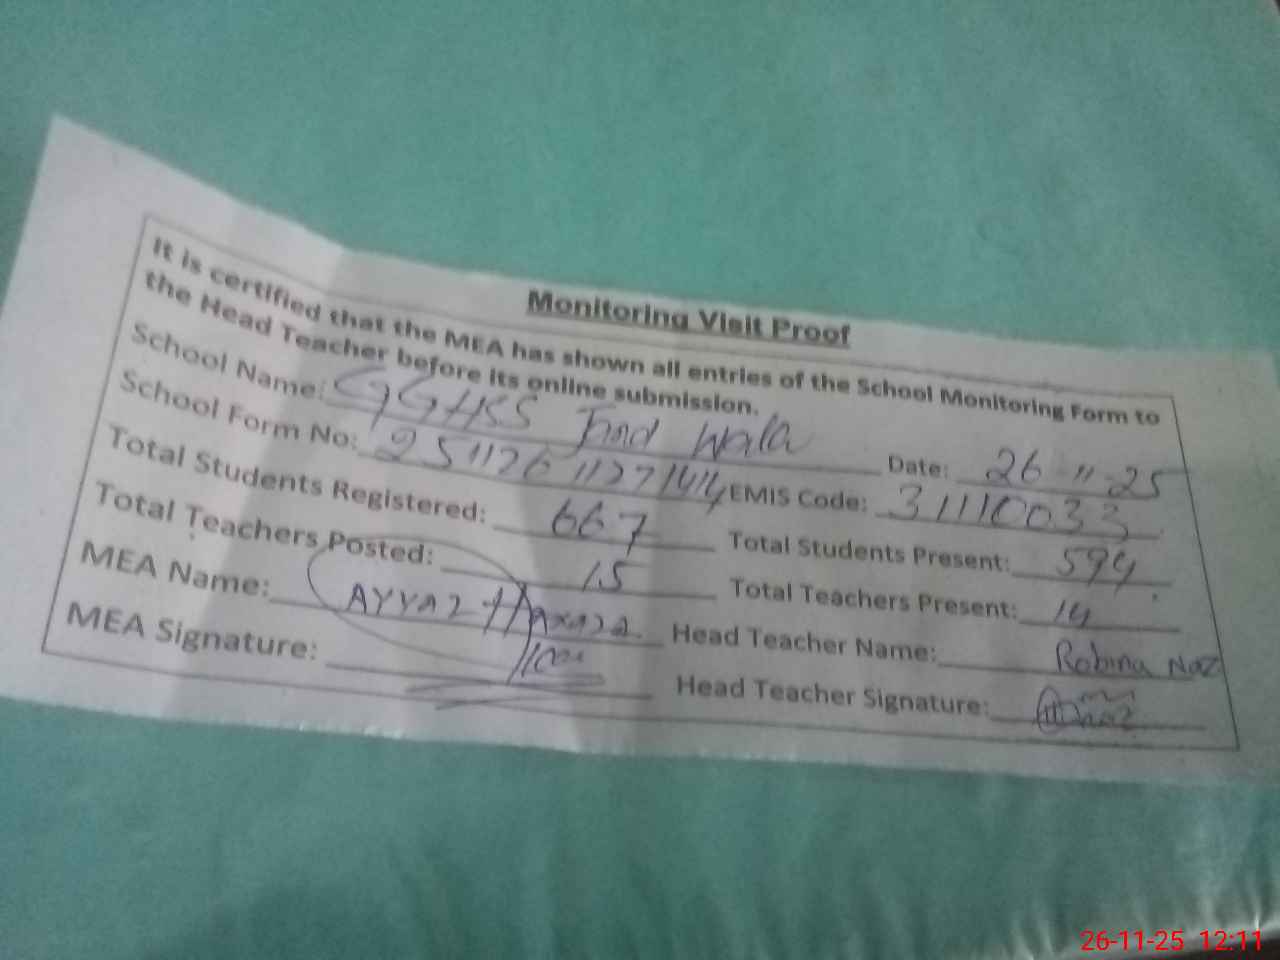 Monitoring Visit Proof
It is certified that the MEA has shown all entries of the School Monitoring Form to
the Head Teacher before its online submission.
School Name: GGHSS Wala Date: 26-11-25
School Form No: 25112611271414 EMIS Code: 31110033
Total Students Registered: 667 Total Students Present: 594
Total Teachers Posted: 15 Total Teachers Present: 14
MEA Name: AYYAZ Head Teacher Name: Robina Naz
MEA Signature: Head Teacher Signature:
26-11-25 12:11